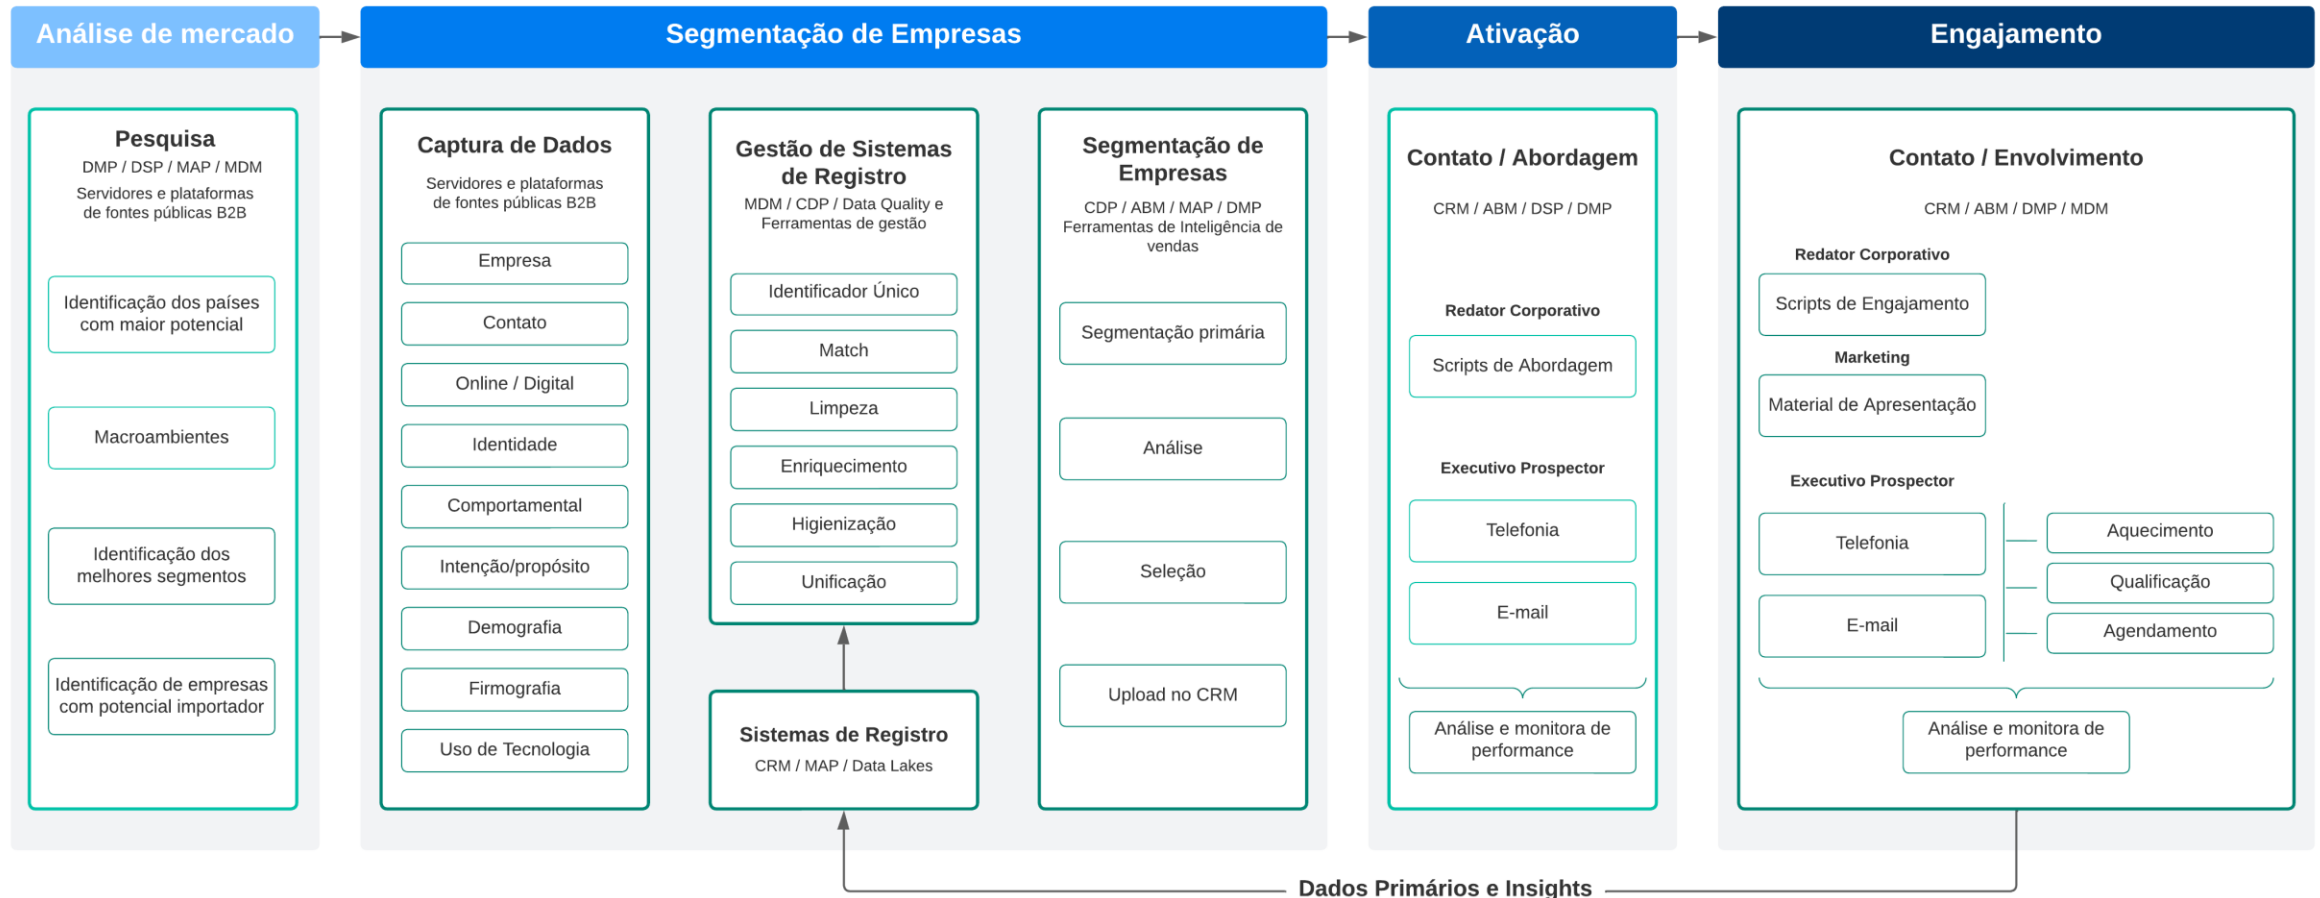 Análise de mercado
Segmentação de Empresas
Ativação
Engajamento
Pesquisa
DMP / DSP / MAP / MDM
Servidores e plataformas
de fontes públicas B2B
Identificação dos países
com maior potencial
Macroambientes
Identificação dos
melhores segmentos
Identificação de empresas
com potencial importador
Captura de Dados
Servidores e plataformas
de fontes públicas B2B
Empresa
Contato
Online / Digital
Identidade
Comportamental
Intenção/propósito
Demografia
Firmografia
Uso de Tecnologia
Gestão de Sistemas
de Registro
MDM / CDP / Data Quality e
Ferramentas de gestão
Identificador Único
Match
Limpeza
Enriquecimento
Higienização
Unificação
Sistemas de Registro
CRM / MAP / Data Lakes
Segmentação de
Empresas
CDP / ABM / MAP / DMP
Ferramentas de Inteligência de
vendas
Segmentação primária
Análise
Seleção
Upload no CRM
Contato / Abordagem
CRM / ABM / DSP / DMP
Redator Corporativo
Scripts de Abordagem
Executivo Prospector
Telefonia
E-mail
Análise e monitora de
performance
Contato / Envolvimento
CRM / ABM / DMP / MDM
Redator Corporativo
Scripts de Engajamento
Marketing
Material de Apresentação
Executivo Prospector
Telefonia
E-mail
Aquecimento
Qualificação
Agendamento
Análise e monitora de
performance
Dados Primários e Insights